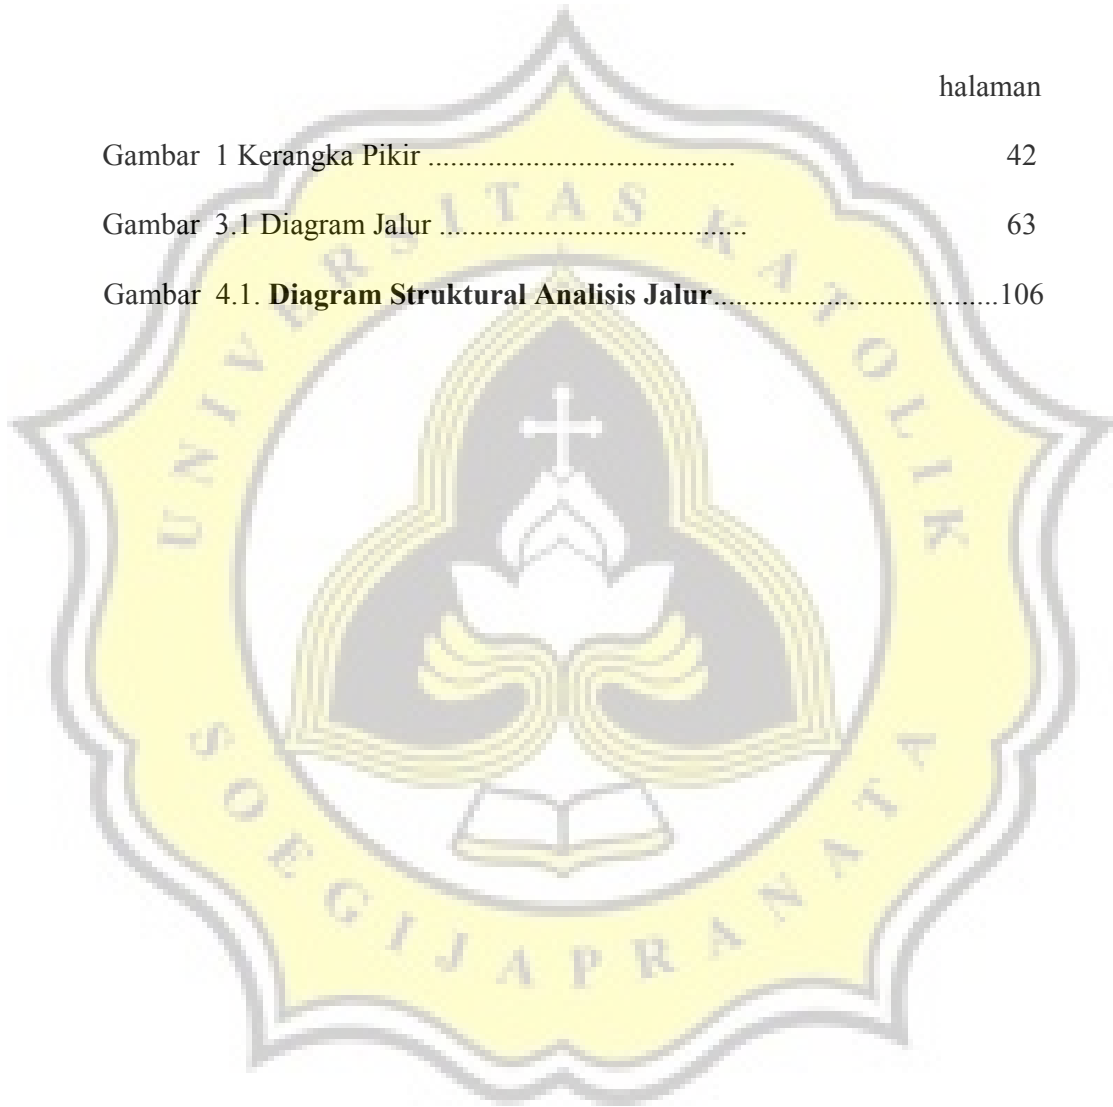 halaman
Gambar 1 Kerangka Pikir ......................................... 42
Gambar 3.1 Diagram Jalur ......................................... 63
Gambar 4.1. Diagram Struktural Analisis Jalur......................................106
UNIVERSITAS KATOLIK
SOEGIJAPRANATA